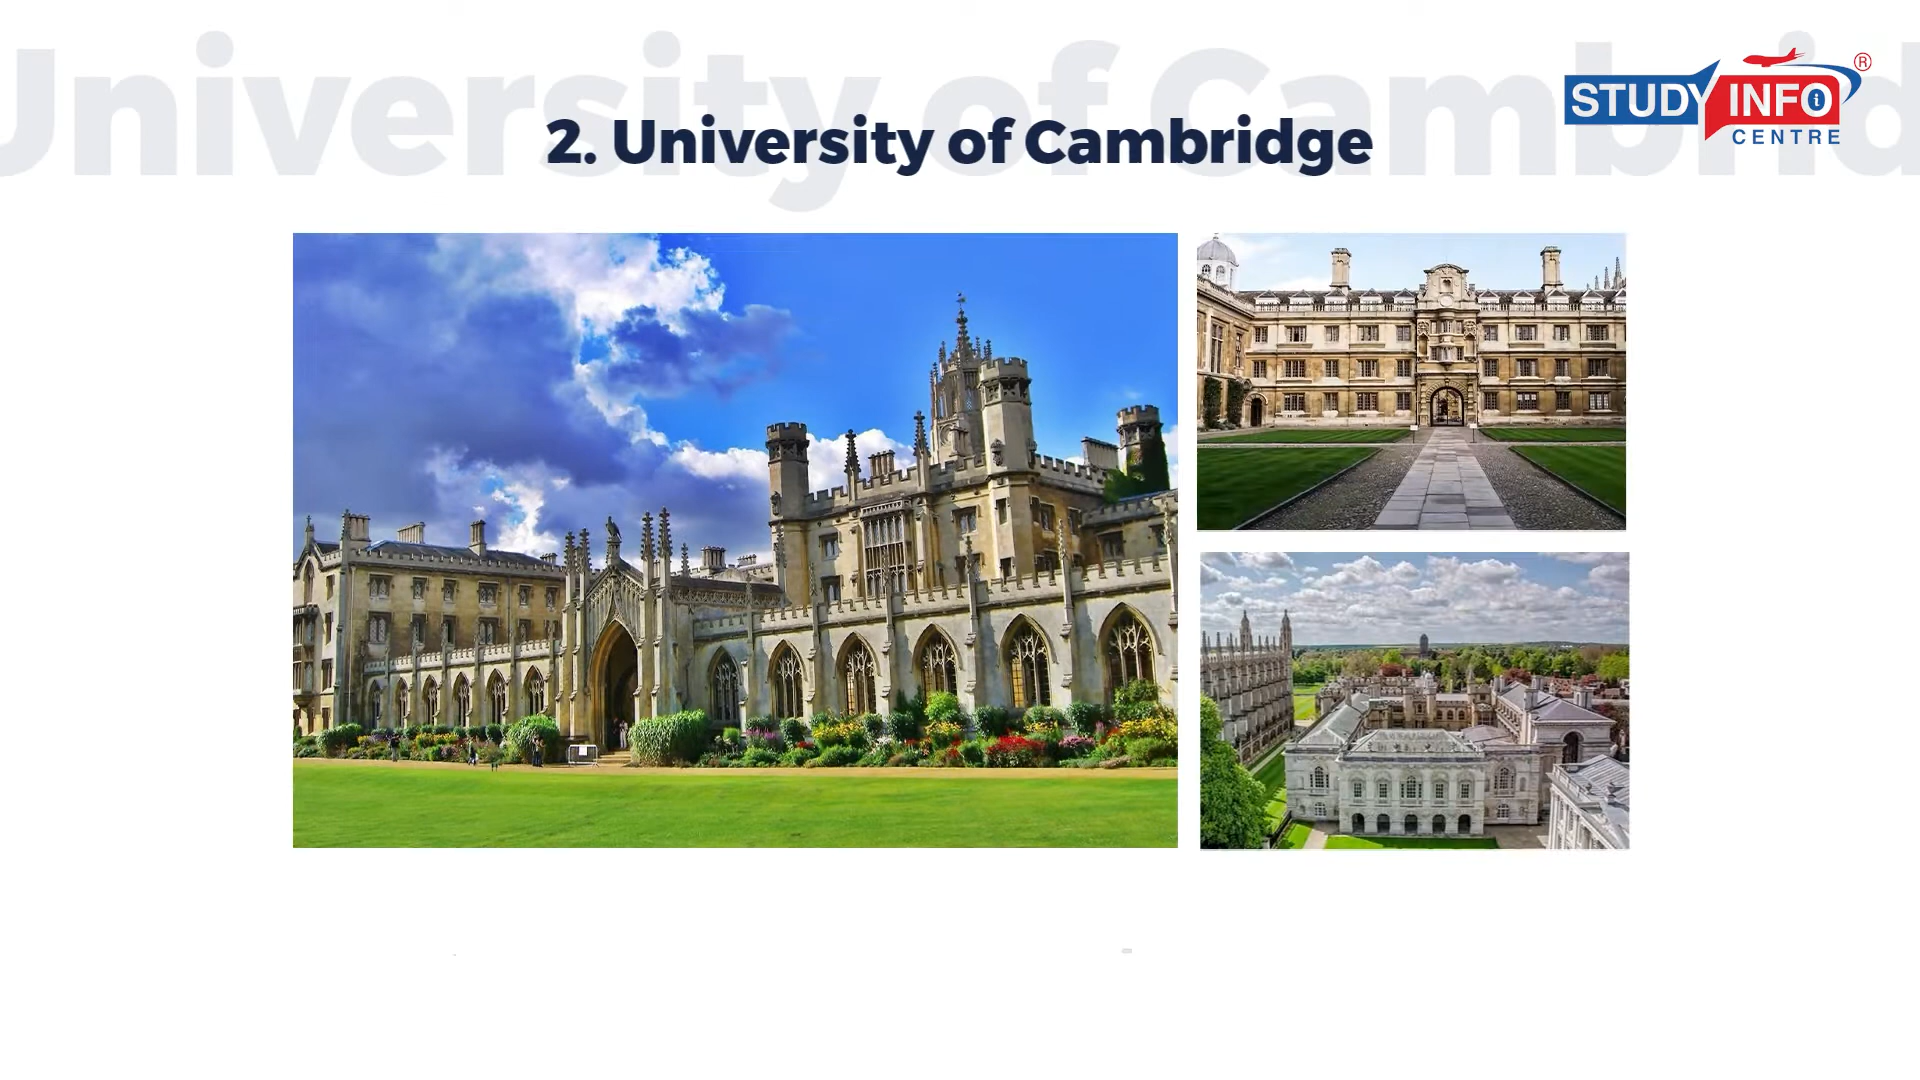 University of Cambrid
2. University of Cambridge
STUDY INFO
CENTRE
®